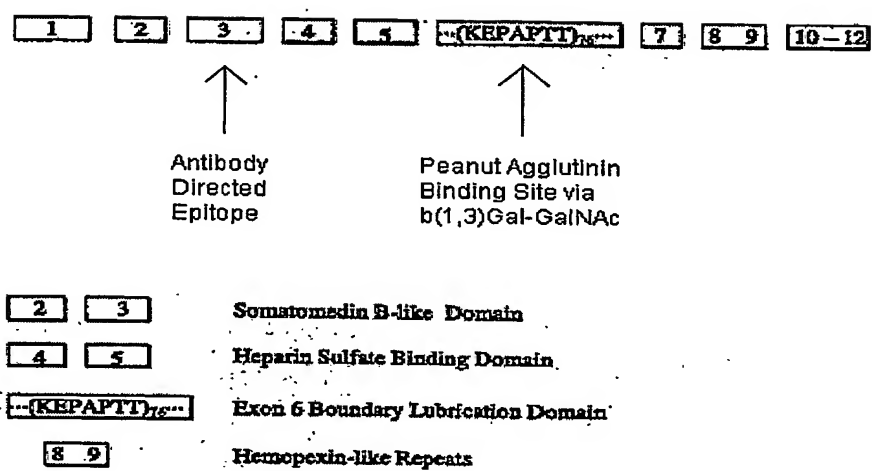 1 2 3 4 5 ...(KEPAPTT)76... 7 8 9 10-12
Antibody
Directed
Epitope
Peanut Agglutinin
Binding Site via
b(1,3)Gal-GalNAc
2 3 Somatomedin B-like Domain
4 5 Heparin Sulfate Binding Domain
...(KEPAPTT)76... Exon 6 Boundary Lubrication Domain
8 9 Hemopexin-like Repeats